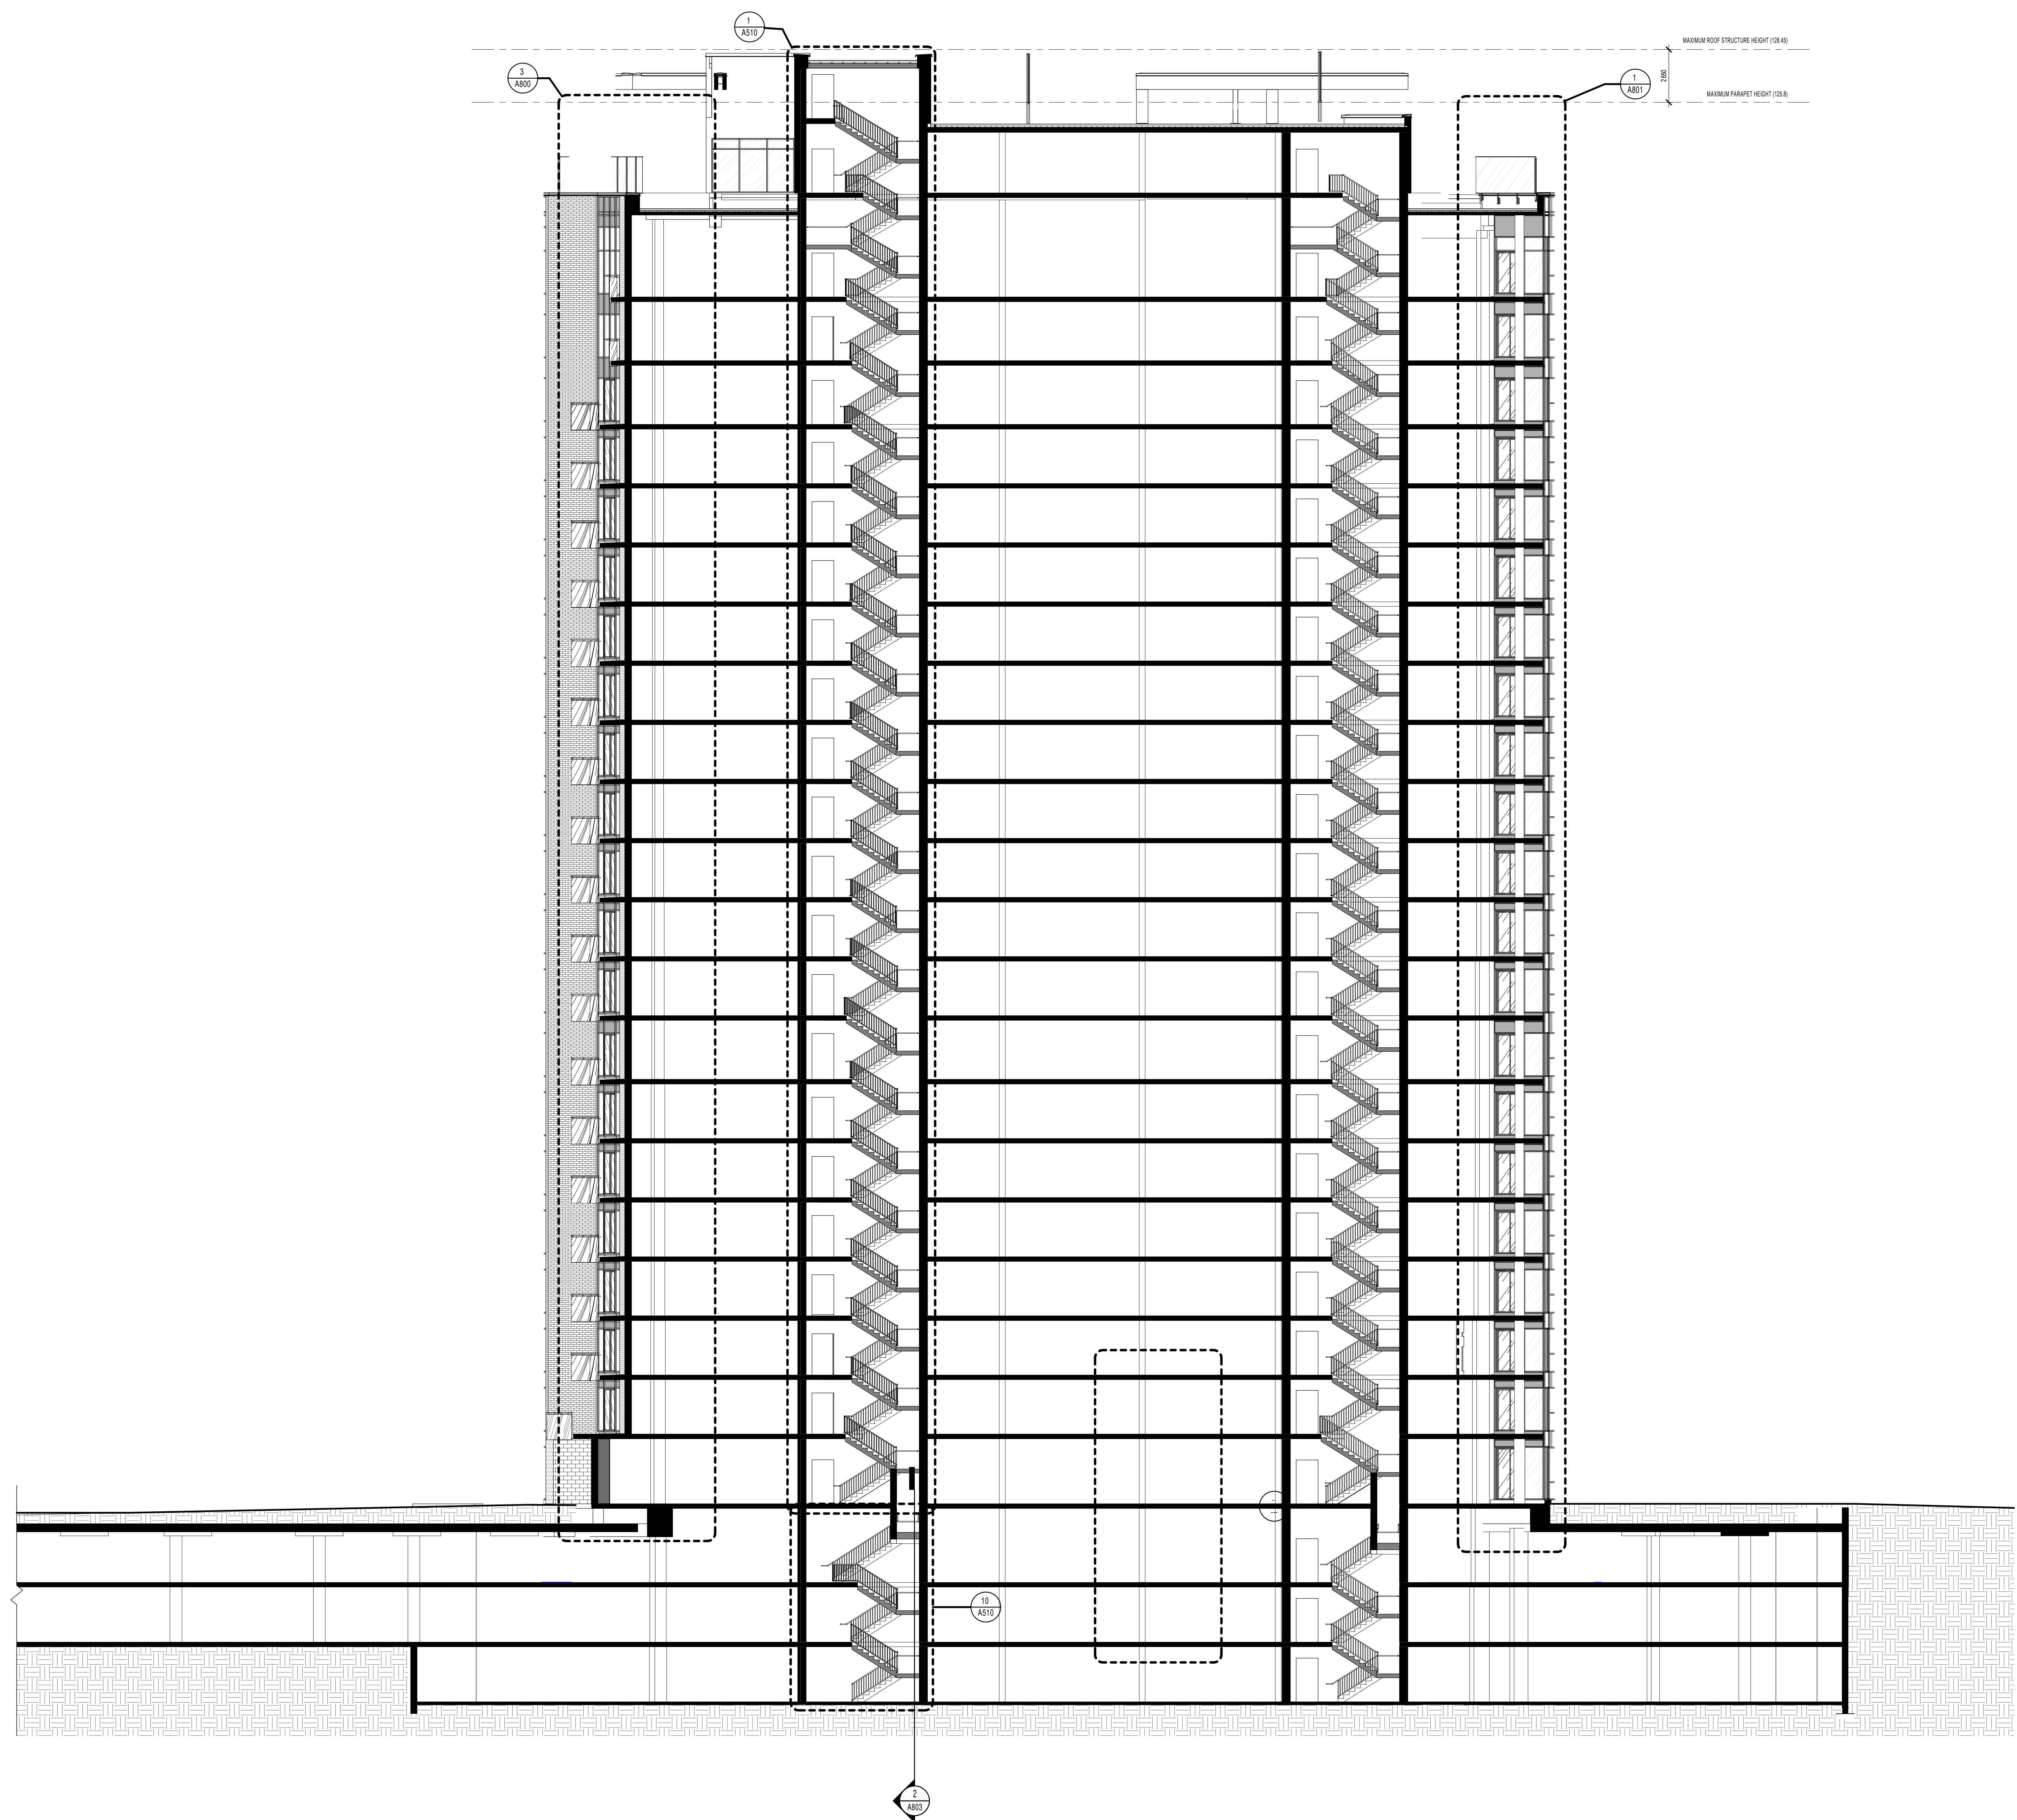 1
A510
MAXIMUM ROOF STRUCTURE HEIGHT (128.45)
3
A800
2650
1
A801
MAXIMUM PARAPET HEIGHT (125.8)
10
A510
2
A803